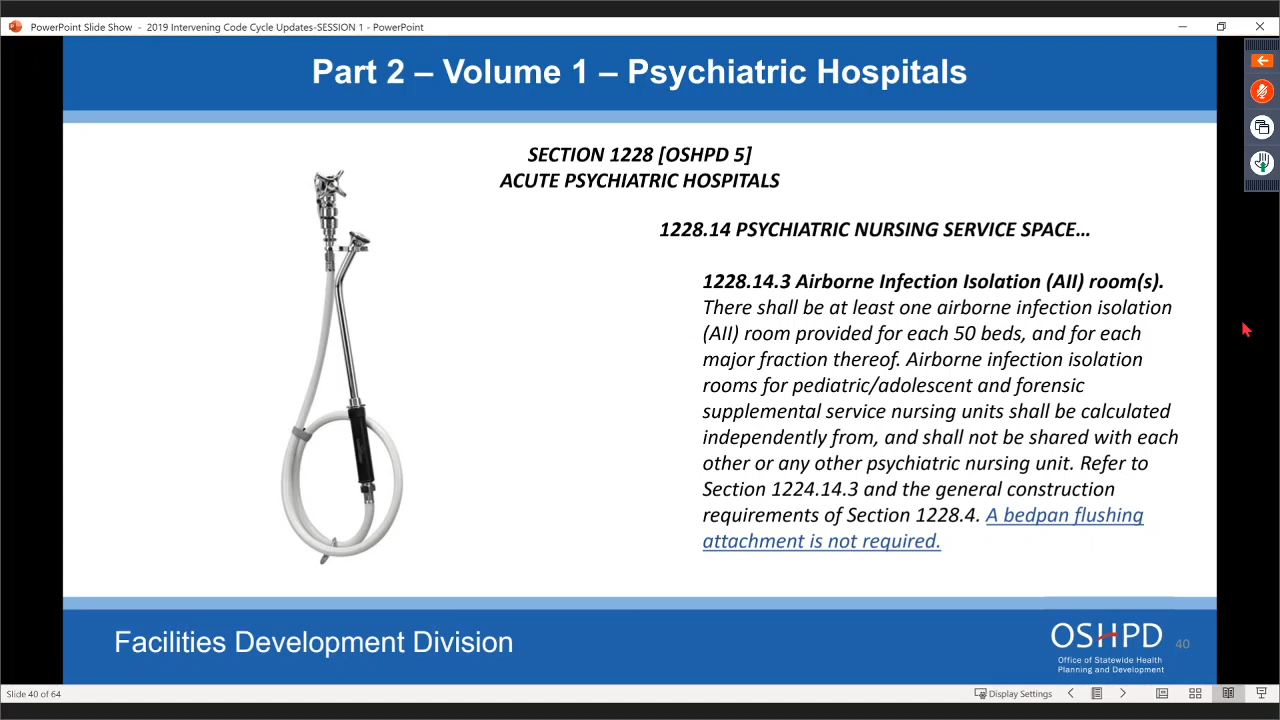 PowerPoint Slide Show - 2019 Intervening Code Cycle Updates-SESSION 1 - PowerPoint
Part 2 – Volume 1 – Psychiatric Hospitals
SECTION 1228 [OSHPD 5]
ACUTE PSYCHIATRIC HOSPITALS
1228.14 PSYCHIATRIC NURSING SERVICE SPACE…
1228.14.3 Airborne Infection Isolation (AII) room(s).
There shall be at least one airborne infection isolation
(AII) room provided for each 50 beds, and for each
major fraction thereof. Airborne infection isolation
rooms for pediatric/adolescent and forensic
supplemental service nursing units shall be calculated
independently from, and shall not be shared with each
other or any other psychiatric nursing unit. Refer to
Section 1224.14.3 and the general construction
requirements of Section 1228.4. A bedpan flushing
attachment is not required.
Facilities Development Division
OSHPD
Office of Statewide Health
Planning and Development
40
Slide 40 of 64
Display Settings